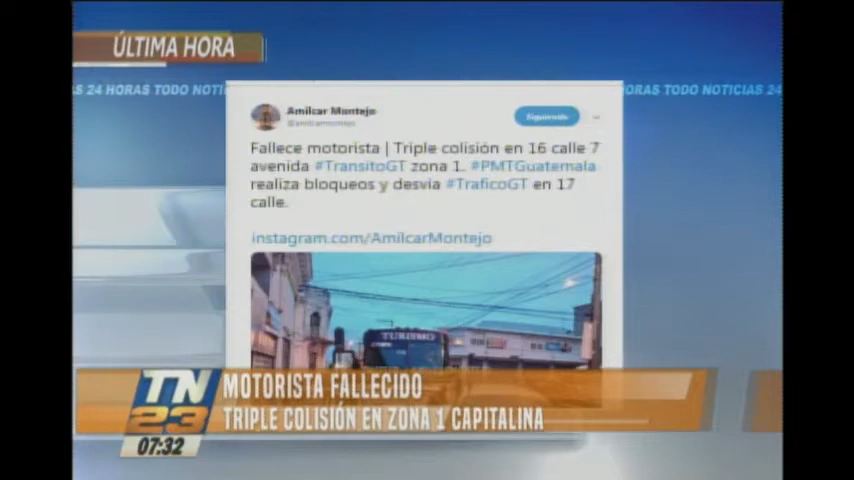 ÚLTIMA HORA
S 24 HORAS TODO NOTI
ORAS TODO NOTICIAS 24
Amilcar Montejo
@amilcarmontejo
Siguiendo
Fallece motorista | Triple colisión en 16 calle 7
avenida #TransitoGT zona 1. #PMTGuatemala
realiza bloqueos y desvía #TraficoGT en 17
calle.
instagram.com/AmilcarMontejo
TURISMO
TN
23
07:32
MOTORISTA FALLECIDO
TRIPLE COLISIÓN EN ZONA 1 CAPITALINA